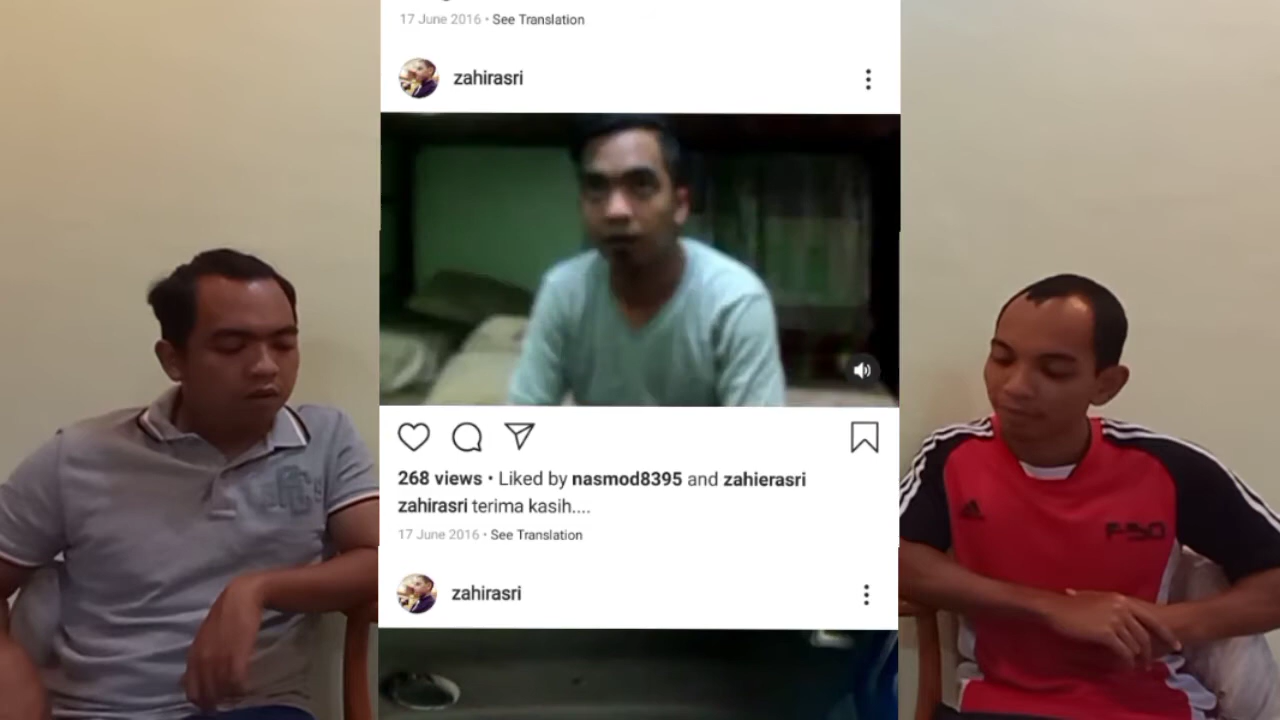 17 June 2016 • See Translation
zahirasri
268 views • Liked by nasmod8395 and zahierasri
zahirasri terima kasih....
17 June 2016 • See Translation
zahirasri
F50